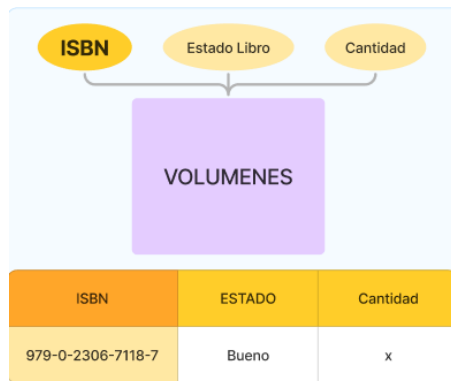 ISBN Estado Libro Cantidad
VOLUMENES
ISBN ESTADO Cantidad
979-0-2306-7118-7 Bueno x